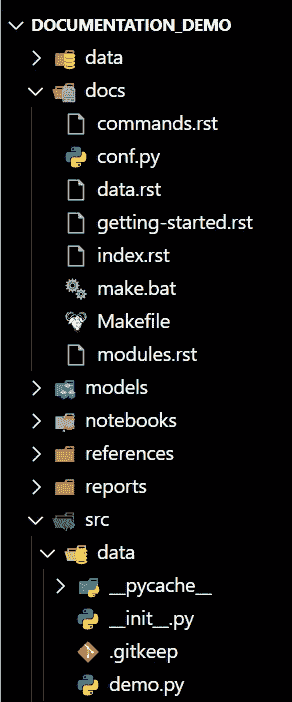 DOCUMENTATION_DEMO
data
docs
commands.rst
conf.py
data.rst
getting-started.rst
index.rst
make.bat
Makefile
modules.rst
models
notebooks
references
reports
src
data
__pycache__
__init__.py
.gitkeep
demo.py